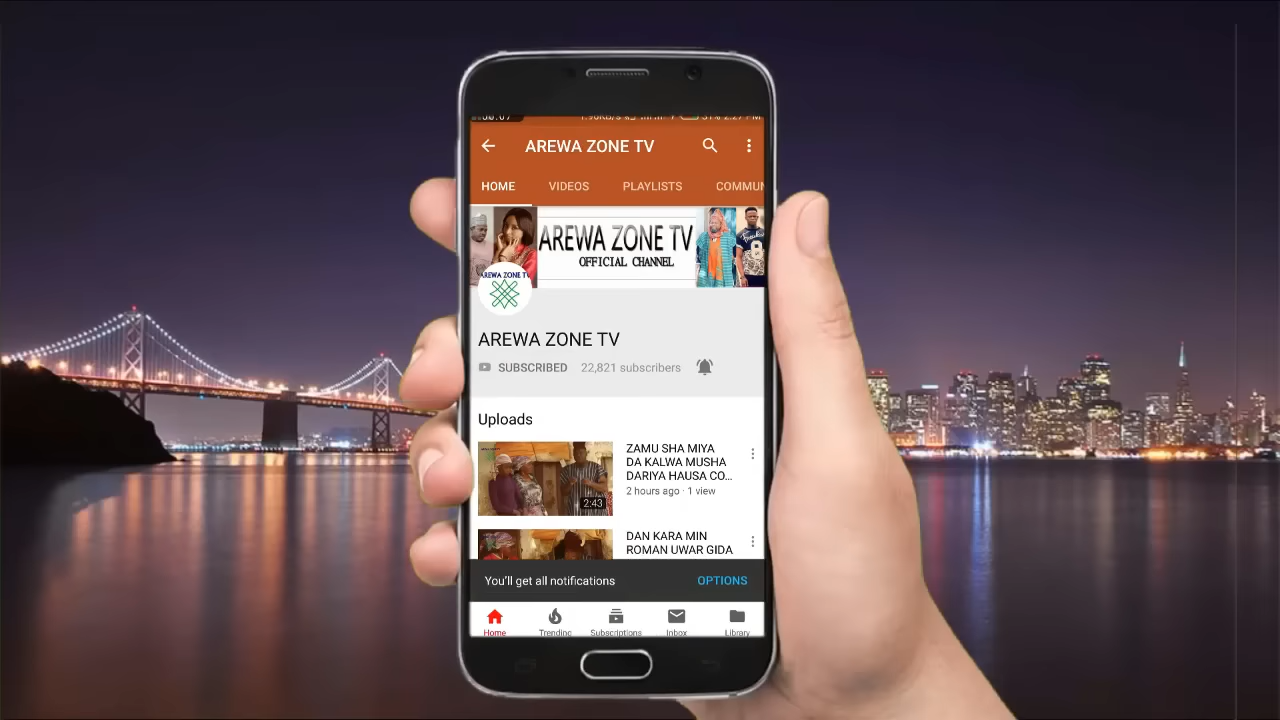 AREWA ZONE TV
HOME VIDEOS PLAYLISTS COMMUN
AREWA ZONE TV
OFFICIAL CHANNEL
AREWA ZONE TV
AREWA ZONE TV
SUBSCRIBED 22,821 subscribers
Uploads
ZAMU SHA MIYA
DA KALWA MUSHA
DARIYA HAUSA CO...
2 hours ago · 1 view
2:43
DAN KARA MIN
ROMAN UWAR GIDA
You'll get all notifications OPTIONS
Home Trending Subscriptions Inbox Library